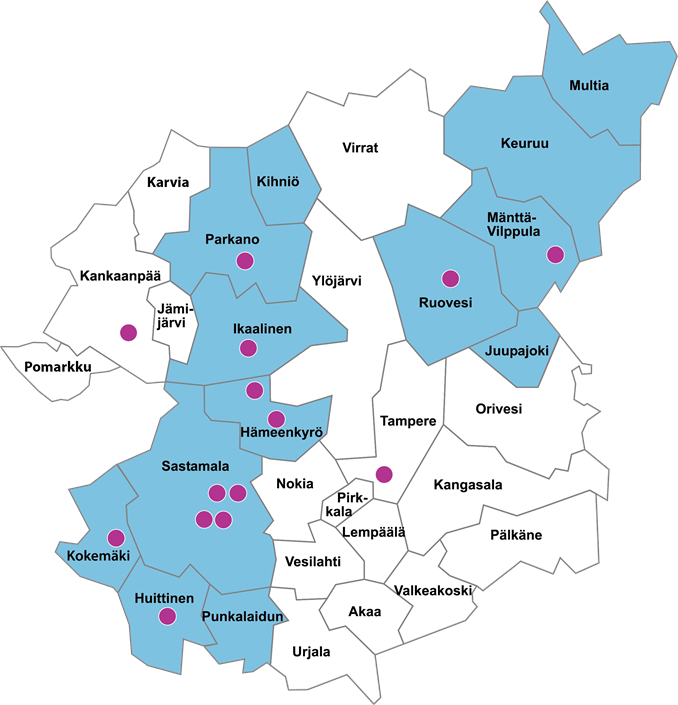 Multia
Keuruu
Virrat
Karvia
Kihniö
Mänttä-
Vilppula
Parkano
Kankaanpää
Ylöjärvi
Ruovesi
Jämi-
järvi
Ikaalinen
Juupajoki
Pomarkku
Orivesi
Tampere
Hämeenkyrö
Sastamala
Nokia
Kangasala
Pirk-
kala
Lempäälä
Pälkäne
Kokemäki
Vesilahti
Valkeakoski
Huittinen
Akaa
Punkalaidun
Urjala